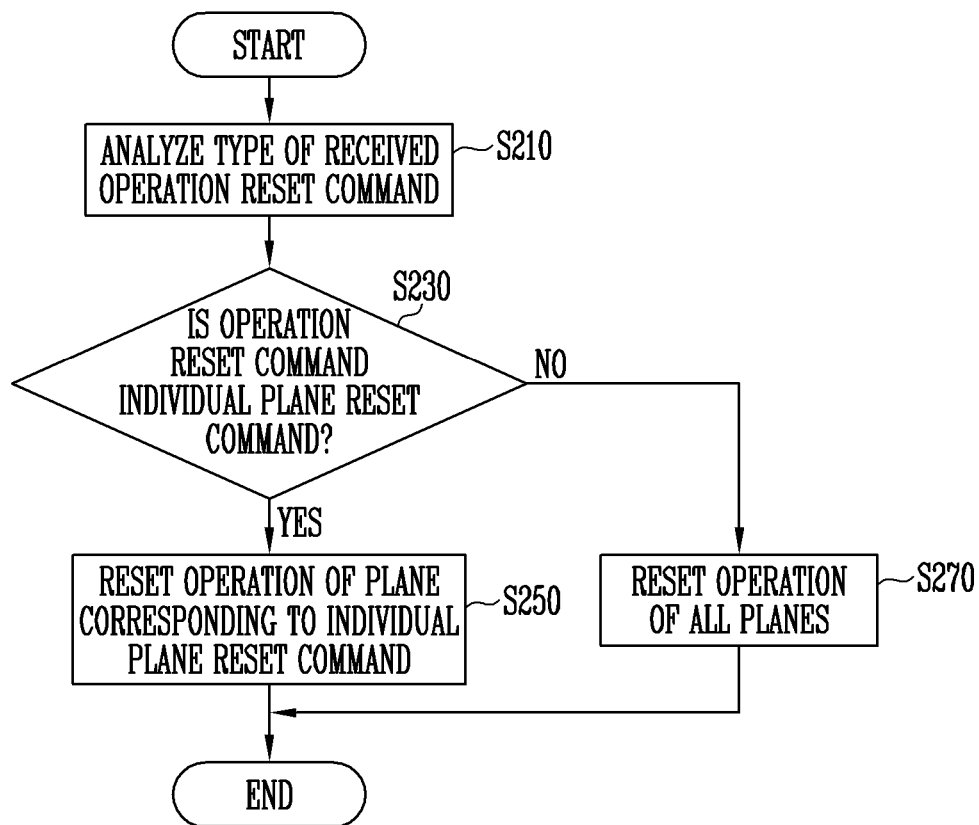 START
ANALYZE TYPE OF RECEIVED
OPERATION RESET COMMAND
S210
S230
IS OPERATION
RESET COMMAND
INDIVIDUAL PLANE RESET
COMMAND?
NO
YES
RESET OPERATION OF PLANE
CORRESPONDING TO INDIVIDUAL
PLANE RESET COMMAND
S250
RESET OPERATION
OF ALL PLANES
S270
END